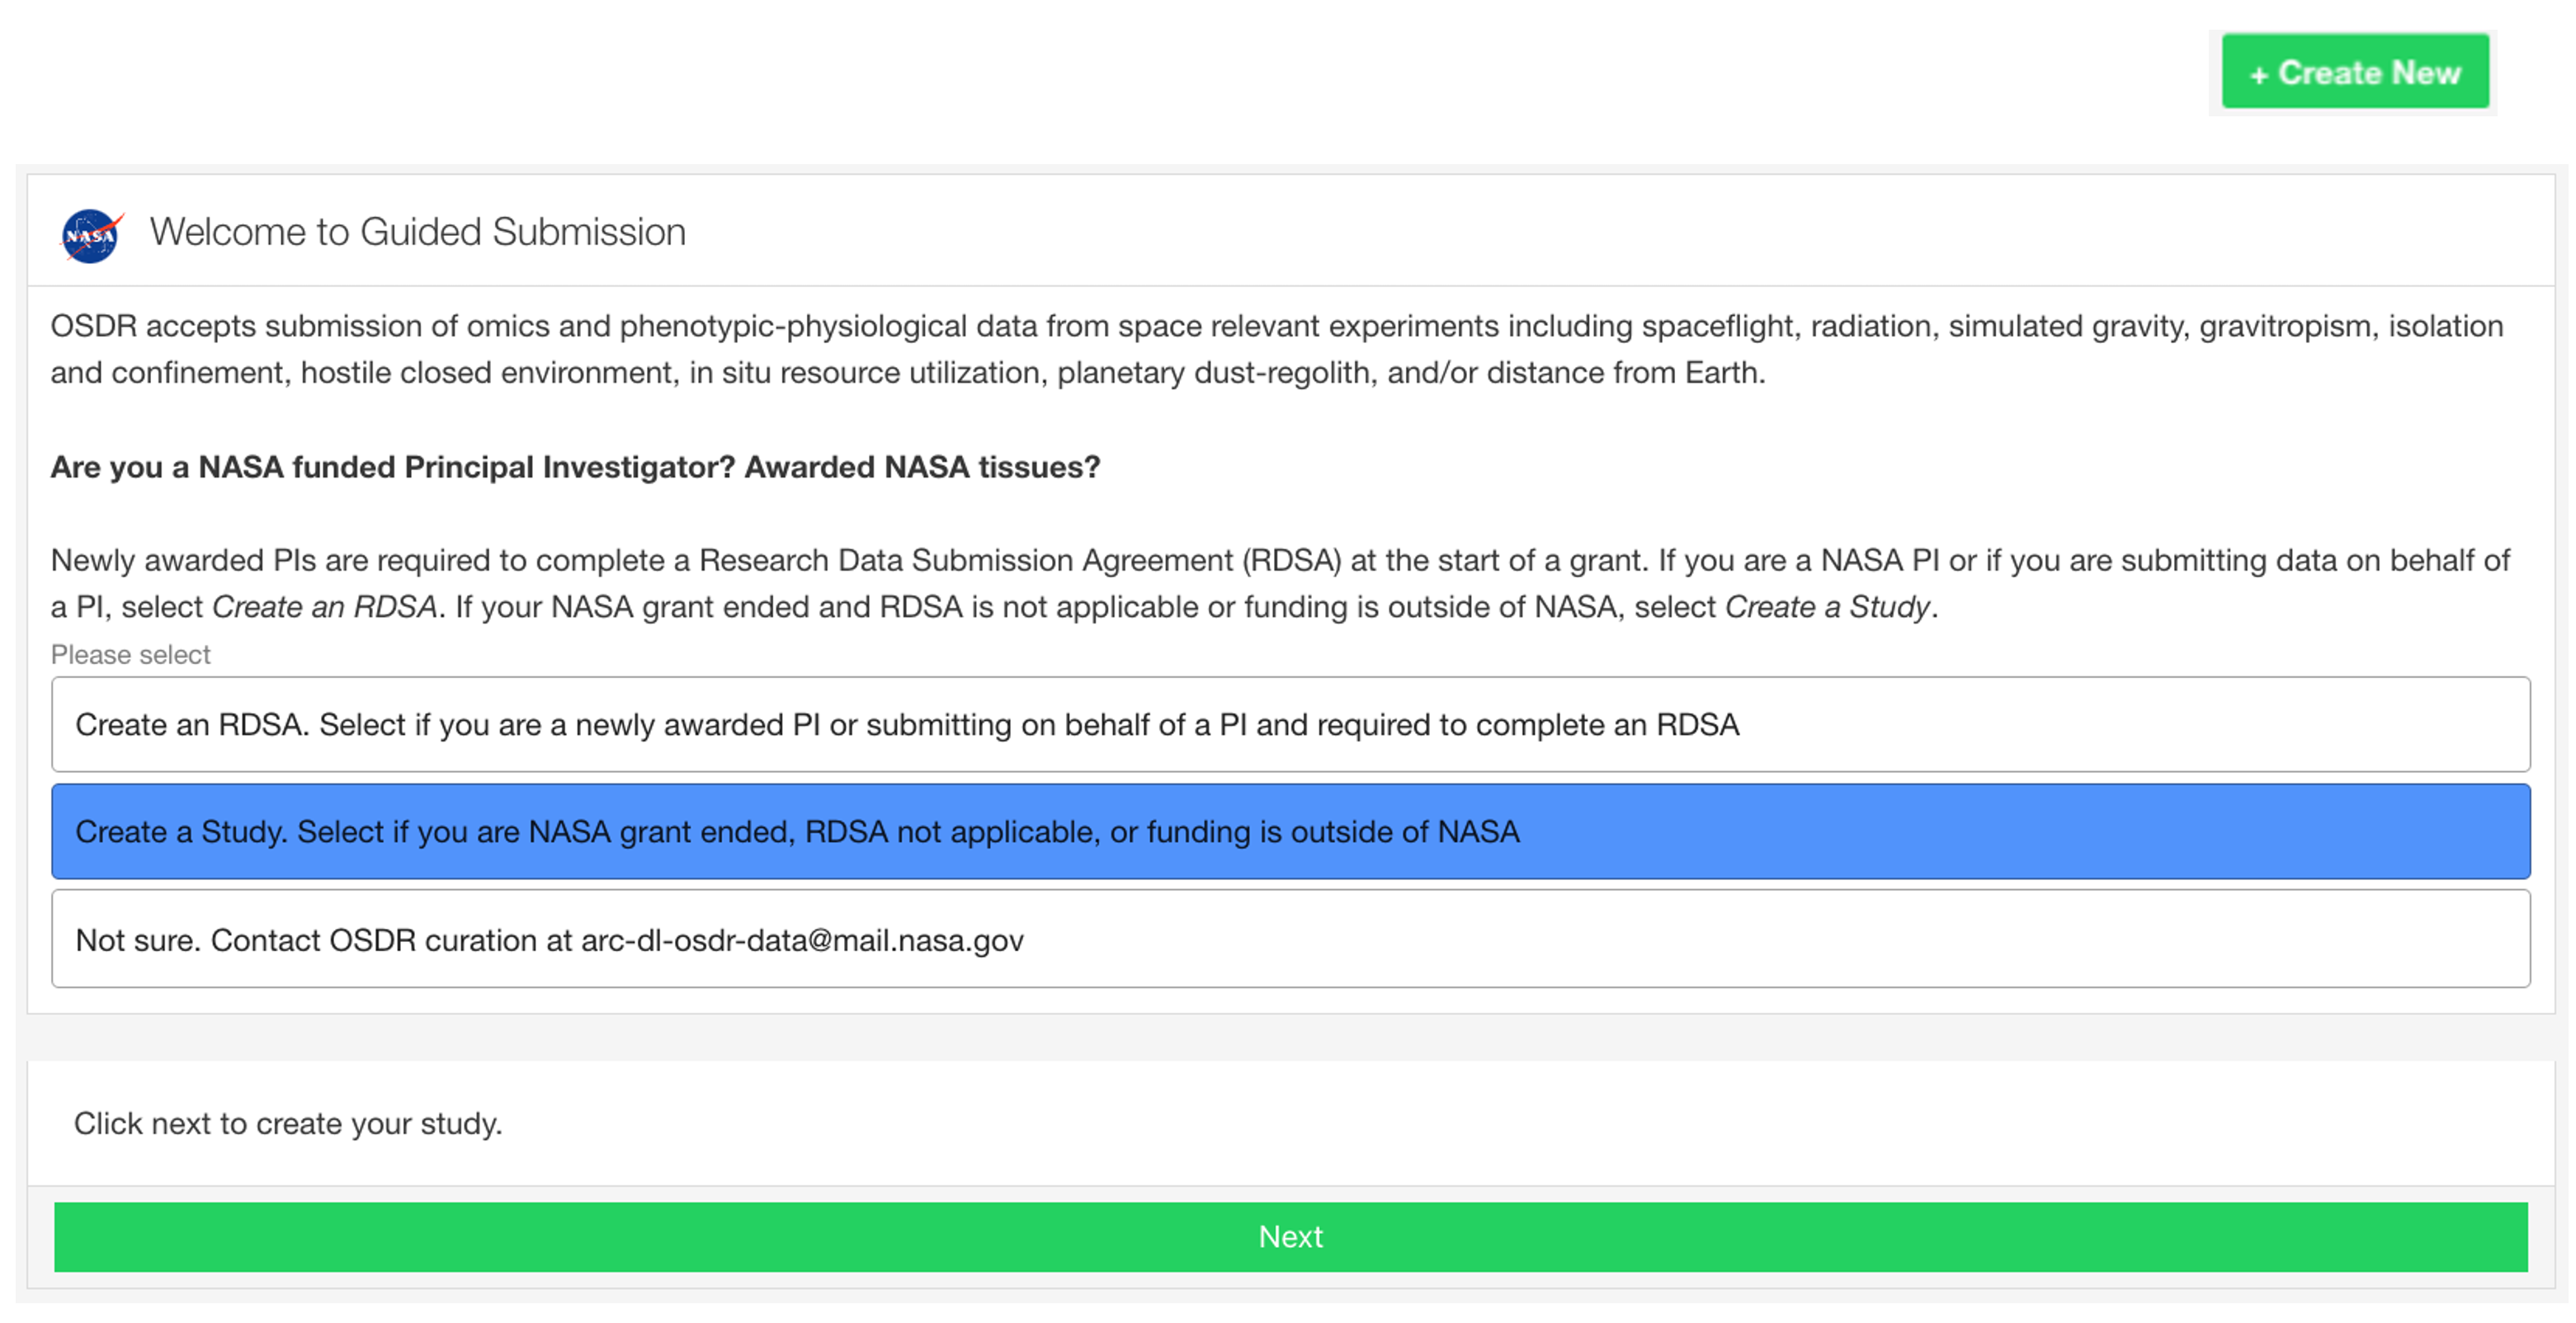 + Create New
NASA
Welcome to Guided Submission
OSDR accepts submission of omics and phenotypic-physiological data from space relevant experiments including spaceflight, radiation, simulated gravity, gravitropism, isolation
and confinement, hostile closed environment, in situ resource utilization, planetary dust-regolith, and/or distance from Earth.
Are you a NASA funded Principal Investigator? Awarded NASA tissues?
Newly awarded PIs are required to complete a Research Data Submission Agreement (RDSA) at the start of a grant. If you are a NASA PI or if you are submitting data on behalf of
a PI, select Create an RDSA. If your NASA grant ended and RDSA is not applicable or funding is outside of NASA, select Create a Study.
Please select
Create an RDSA. Select if you are a newly awarded PI or submitting on behalf of a PI and required to complete an RDSA
Create a Study. Select if you are NASA grant ended, RDSA not applicable, or funding is outside of NASA
Not sure. Contact OSDR curation at arc-dl-osdr-data@mail.nasa.gov
Click next to create your study.
Next